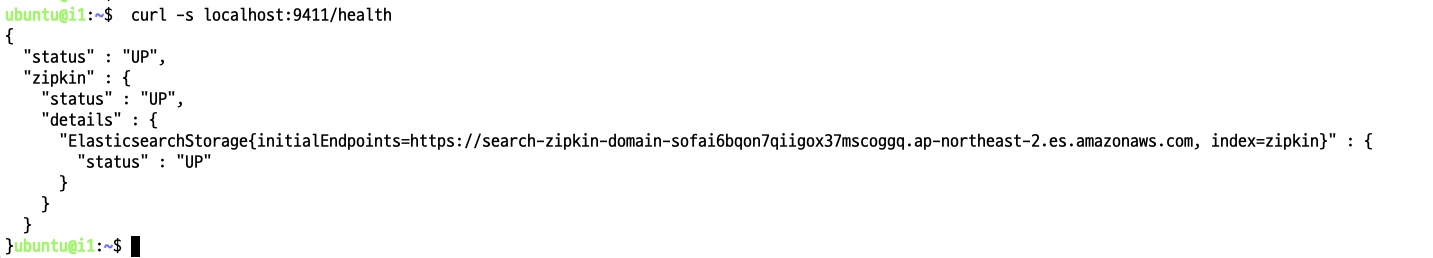 ubuntu@i1:~$  curl -s localhost:9411/health
{
  "status" : "UP",
  "zipkin" : {
    "status" : "UP",
    "details" : {
      "ElasticsearchStorage{initialEndpoints=https://search-zipkin-domain-sofai6bqon7qiigox37mscoggq.ap-northeast-2.es.amazonaws.com, index=zipkin}" : {
        "status" : "UP"
      }
    }
  }
}ubuntu@i1:~$